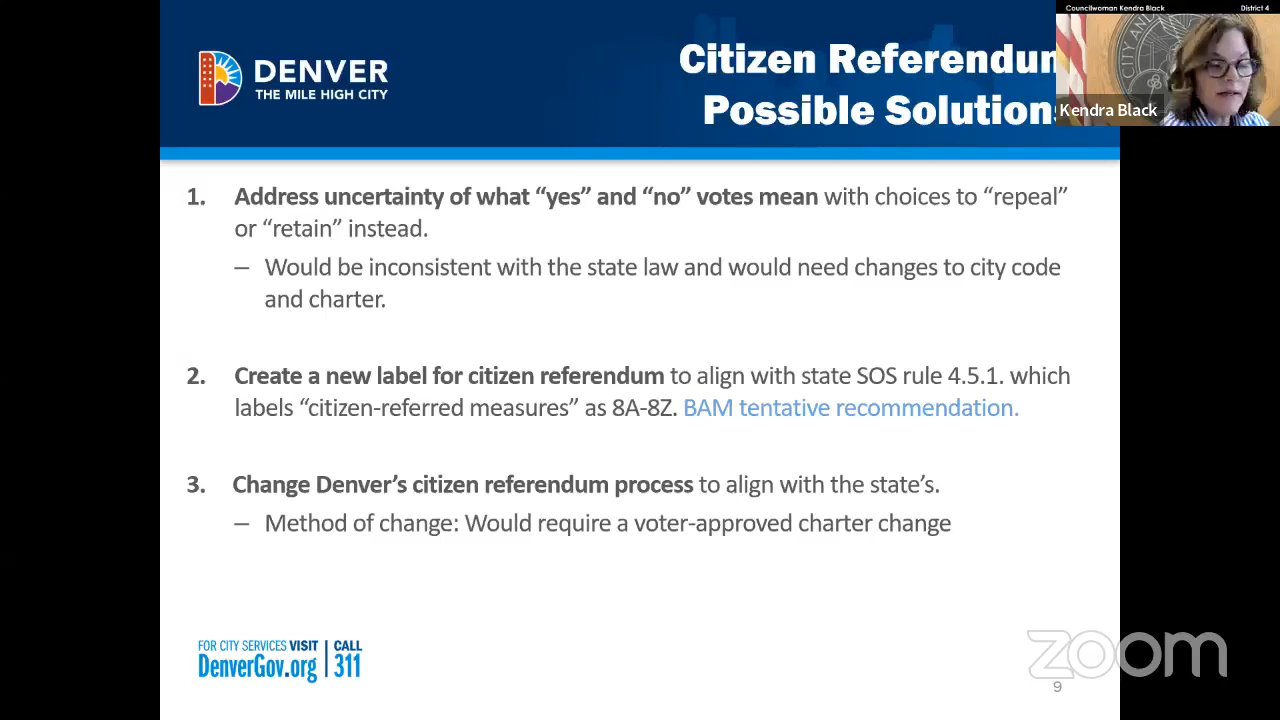 Councilwoman Kendra Black District 4
Kendra Black
DENVER
THE MILE HIGH CITY
Citizen Referendum
Possible Solutions
1. Address uncertainty of what “yes” and “no” votes mean with choices to “repeal”
or “retain” instead.
– Would be inconsistent with the state law and would need changes to city code
and charter.
2. Create a new label for citizen referendum to align with state SOS rule 4.5.1. which
labels “citizen-referred measures” as 8A-8Z. BAM tentative recommendation.
3. Change Denver’s citizen referendum process to align with the state’s.
– Method of change: Would require a voter-approved charter change
FOR CITY SERVICES VISIT CALL
DenverGov.org 311
zoom
9